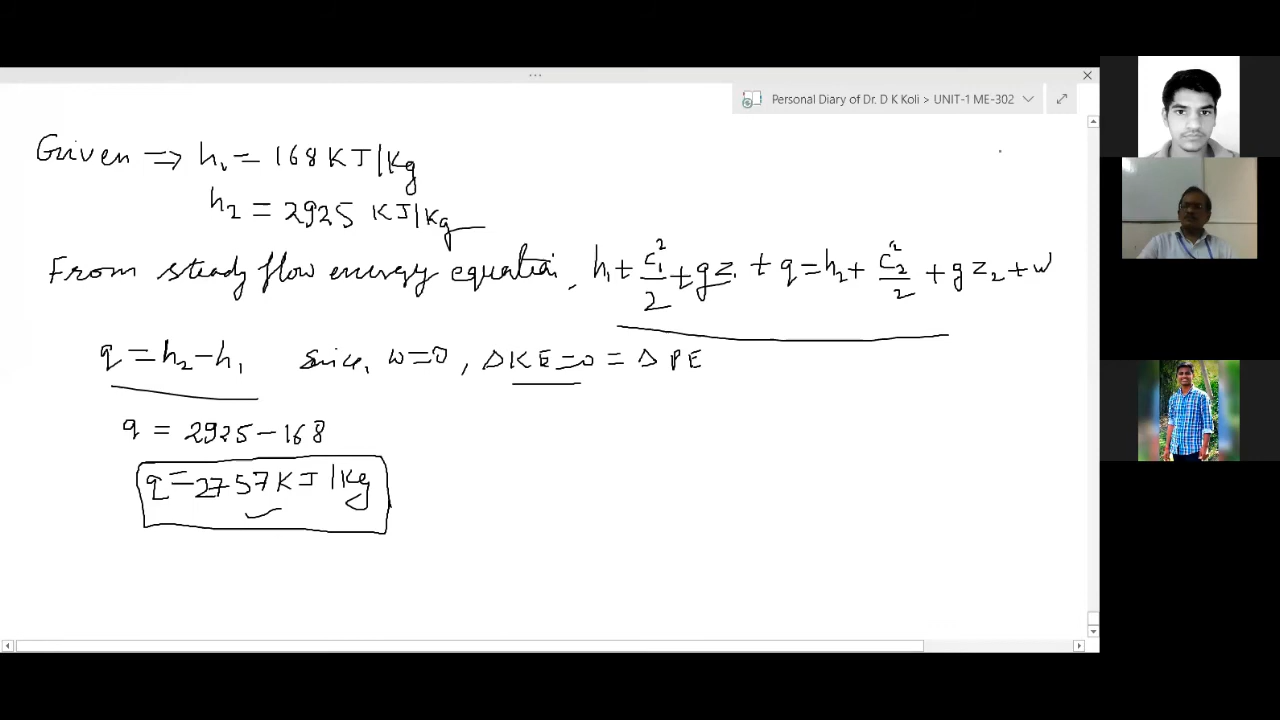 Personal Diary of Dr. D K Koli > UNIT-1 ME-302
Given ⇒ h₁ = 168 KJ/Kg
h₂ = 2925 KJ/Kg
From steady flow energy equation, h₁ + C₁²/2 + gz₁ + q = h₂ + C₂²/2 + gz₂ + w
q = h₂ - h₁ since, w=0, ΔKE=0 = ΔPE
q = 2925 - 168
q = 2757 KJ/Kg